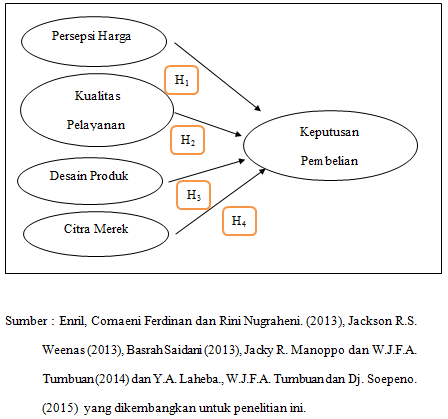 Persepsi Harga
H1
Kualitas
Pelayanan
H2
Keputusan
Pembelian
Desain Produk
H3
Citra Merek
H4
Sumber : Enril, Comaeni Ferdinan dan Rini Nugraheni. (2013), Jackson R.S.
Weenas (2013), Basrah Saidani (2013), Jacky R. Manoppo dan W.J.F.A.
Tumbuan (2014) dan Y.A. Laheba., W.J.F.A. Tumbuan dan Dj. Soepeno.
(2015) yang dikembangkan untuk penelitian ini.